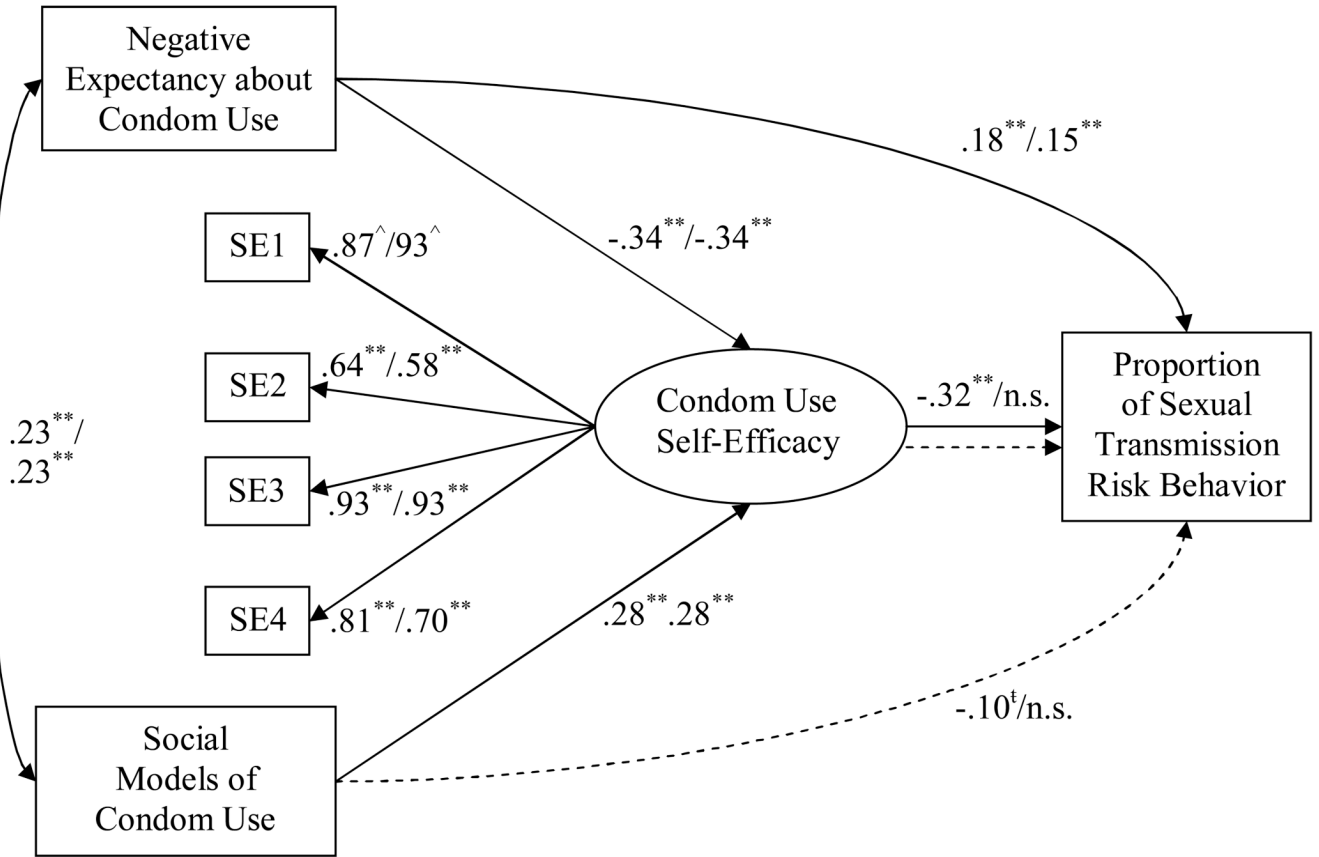 Negative
Expectancy about
Condom Use
.18**/.15**
-.34**/-.34**
SE1
.87^/93^
SE2
.64**/.58**
Condom Use
Self-Efficacy
-.32**/n.s.
Proportion
of Sexual
Transmission
Risk Behavior
.23**/
.23**
SE3
.93**/.93**
SE4
.81**/.70**
.28**.28**
-.10ŧ/n.s.
Social
Models of
Condom Use